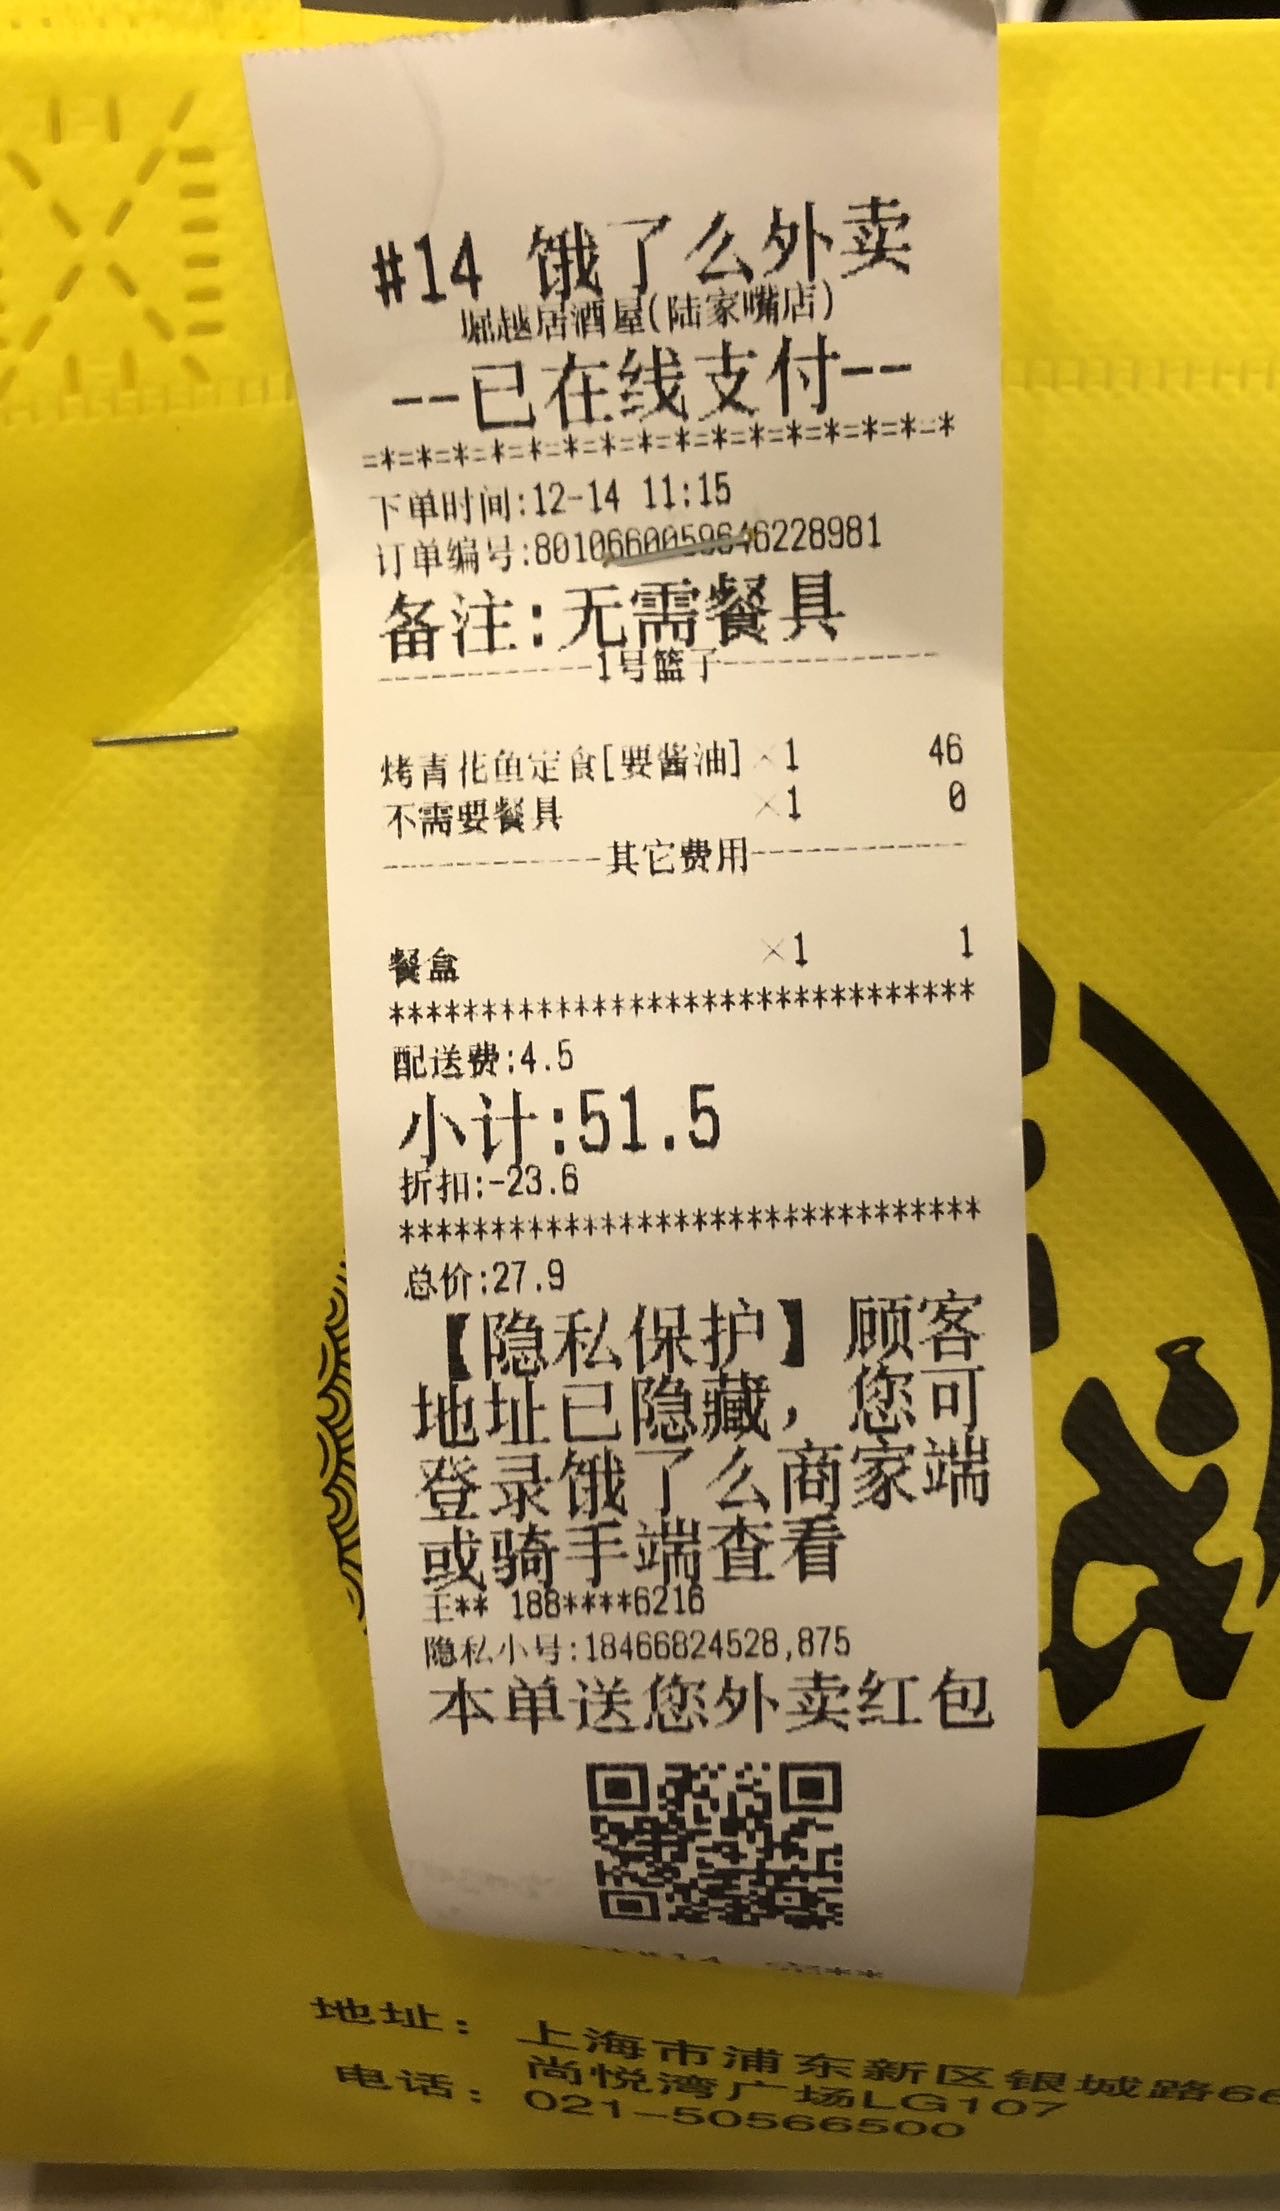 #14 饿了么外卖
堀越居酒屋(陆家嘴店)
--已在线支付--
=*=*=*=*=*=*=*=*=*=*=*=*=*=*=*=*
下单时间:12-14 11:15
订单编号:8010660059646228981
备注:无需餐具
------------1号篮子------------
烤青花鱼定食[要酱油] ×1 46
不需要餐具 ×1 0
------------其它费用------------
餐盒 ×1 1
********************************
配送费:4.5
小计:51.5
折扣:-23.6
********************************
总价:27.9
【隐私保护】顾客
地址已隐藏，您可
登录饿了么商家端
或骑手端查看
王** 188****6216
隐私小号:18466824528,875
本单送您外卖红包
地址：上海市浦东新区银城路66
尚悦湾广场LG107
电话：021-50566500